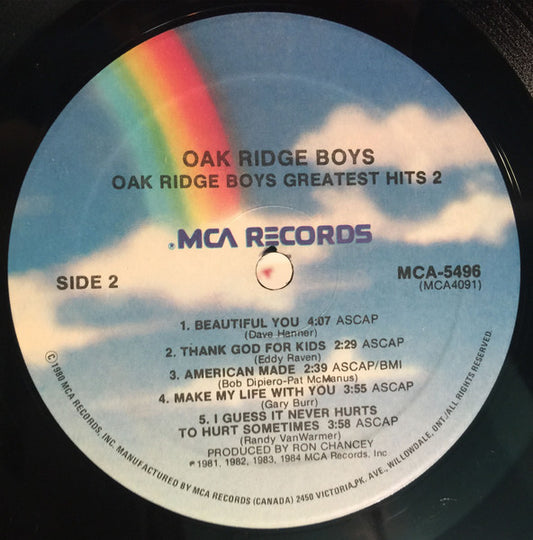 OAK RIDGE BOYS
OAK RIDGE BOYS GREATEST HITS 2
® MCA RECORDS
SIDE 2
MCA-5496
(MCA4091)
1. BEAUTIFUL YOU 4:07 ASCAP
(Dave Hanner)
2. THANK GOD FOR KIDS 2:29 ASCAP
(Eddy Raven)
3. AMERICAN MADE 2:39 ASCAP/BMI
(Bob Dipiero-Pat McManus)
4. MAKE MY LIFE WITH YOU 3:55 ASCAP
(Gary Burr)
5. I GUESS IT NEVER HURTS
TO HURT SOMETIMES 3:58 ASCAP
(Randy VanWarmer)
PRODUCED BY RON CHANCEY
℗ 1981, 1982, 1983, 1984 MCA Records, Inc
©1980 MCA RECORDS, INC. MANUFACTURED BY MCA RECORDS (CANADA) 2450 VICTORIA PK. AVE., WILLOWDALE, ONT./ALL RIGHTS RESERVED.